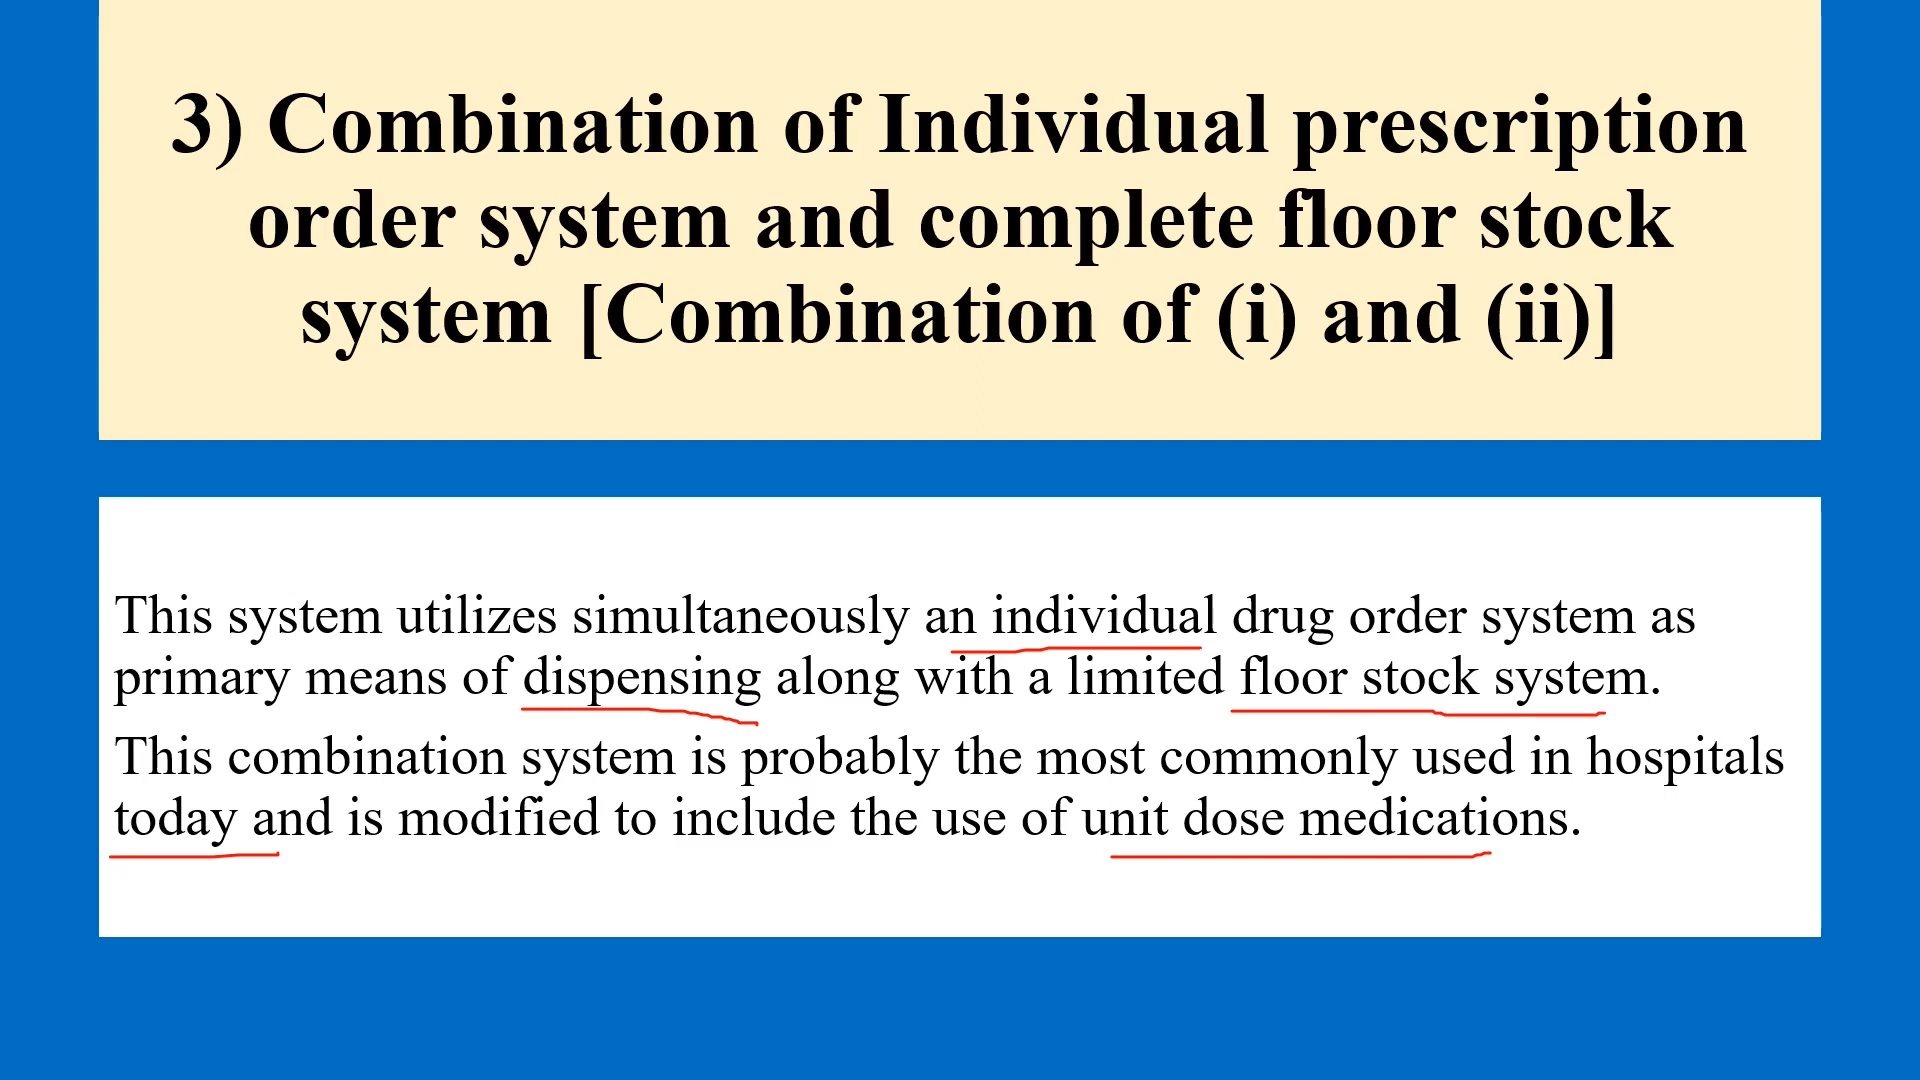 3) Combination of Individual prescription
order system and complete floor stock
system [Combination of (i) and (ii)]
This system utilizes simultaneously an individual drug order system as
primary means of dispensing along with a limited floor stock system.
This combination system is probably the most commonly used in hospitals
today and is modified to include the use of unit dose medications.